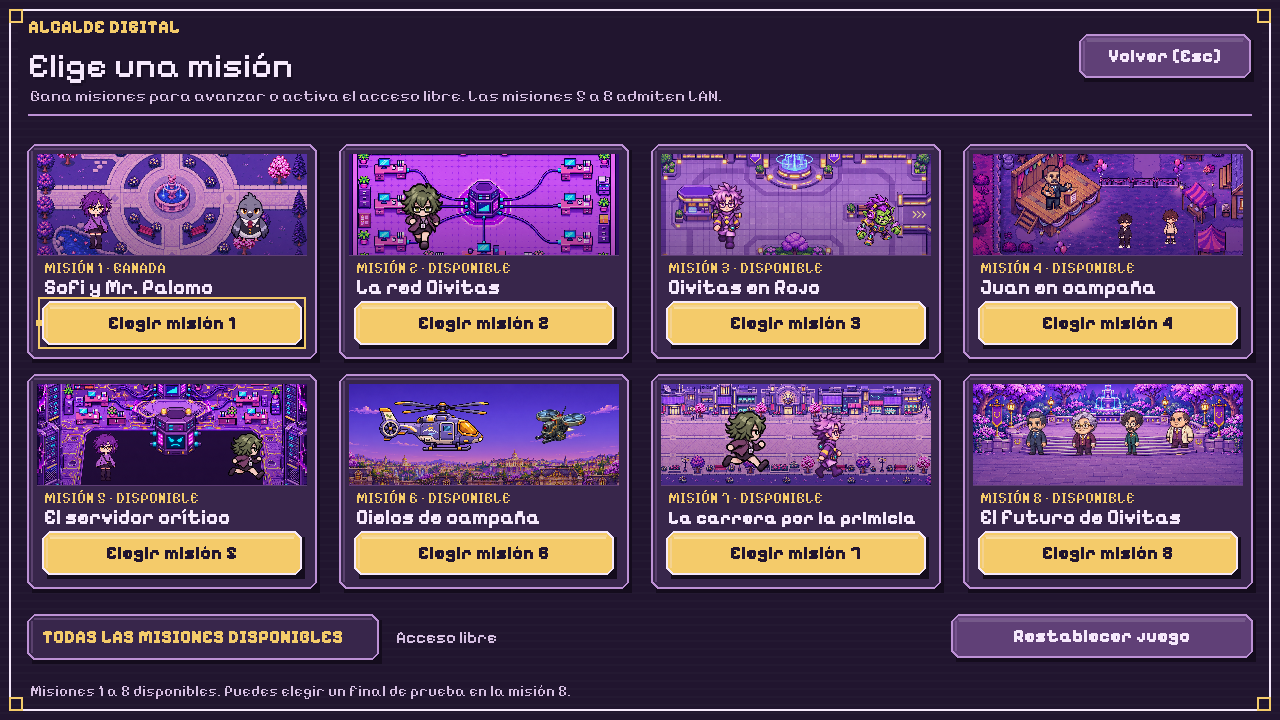 ALCALDE DIGITAL
Elige una misión
Volver (Esc)
Gana misiones para avanzar o activa el acceso libre. Las misiones 2 a 8 admiten LAN.
MISIÓN 1 · GANADA
Sofi y Mr. Palomo
Elegir misión 1
MISIÓN 2 · DISPONIBLE
La red Civitas
Elegir misión 2
MISIÓN 3 · DISPONIBLE
Civitas en Rojo
Elegir misión 3
MISIÓN 4 · DISPONIBLE
Juan en campaña
Elegir misión 4
MISIÓN 5 · DISPONIBLE
El servidor crítico
Elegir misión 5
MISIÓN 6 · DISPONIBLE
Cielos de campaña
Elegir misión 6
MISIÓN 7 · DISPONIBLE
La carrera por la primicia
Elegir misión 7
MISIÓN 8 · DISPONIBLE
El futuro de Civitas
Elegir misión 8
TODAS LAS MISIONES DISPONIBLES
Acceso libre
Restablecer juego
Misiones 1 a 8 disponibles. Puedes elegir un final de prueba en la misión 8.